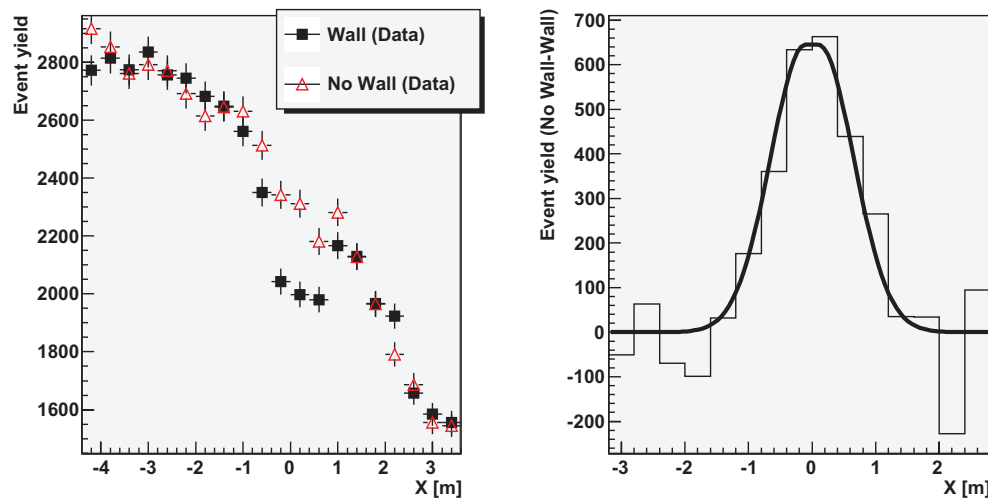 Event yield
2800
2600
2400
2200
2000
1800
1600
-4 -3 -2 -1 0 1 2 3
X [m]
Wall (Data)
No Wall (Data)
Event yield (No Wall-Wall)
700
600
500
400
300
200
100
0
-100
-200
-3 -2 -1 0 1 2
X [m]